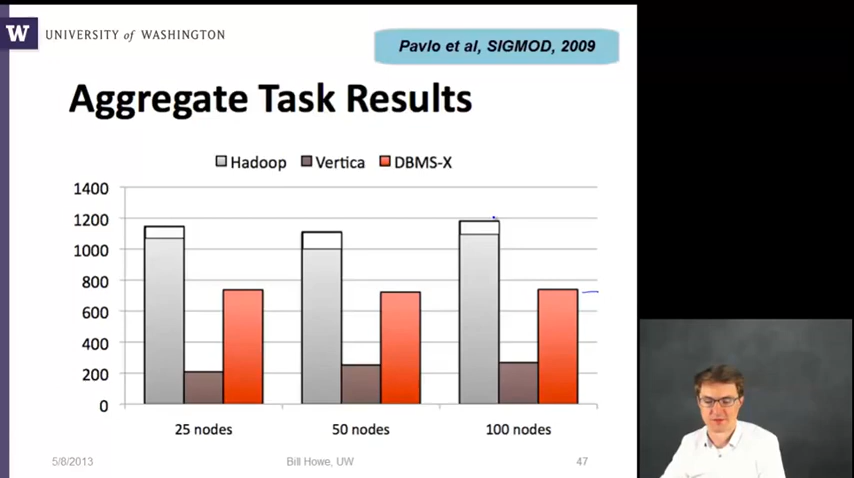 W UNIVERSITY of WASHINGTON
Pavlo et al, SIGMOD, 2009
Aggregate Task Results
Hadoop Vertica DBMS-X
1400
1200
1000
800
600
400
200
0
25 nodes 50 nodes 100 nodes
5/8/2013 Bill Howe, UW 47